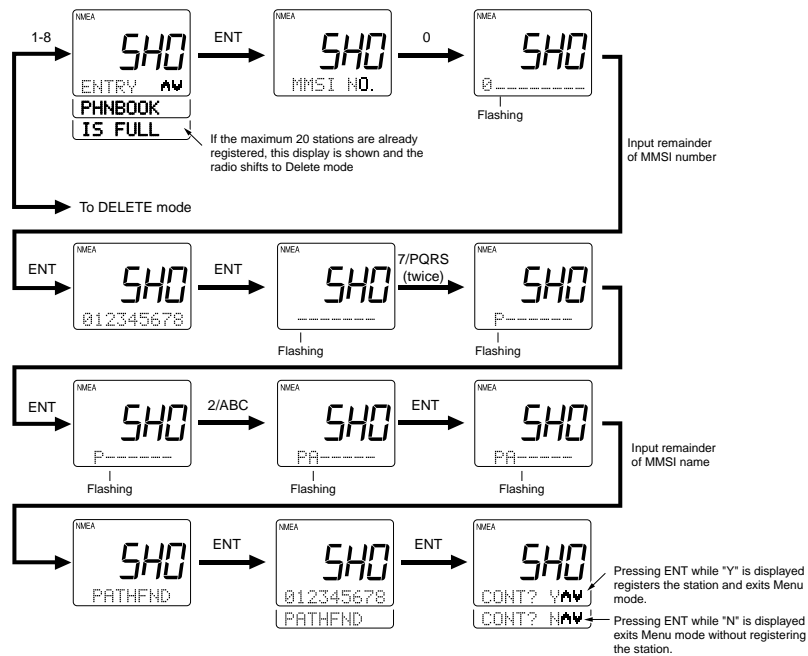 1-8
NMEA
SHO
ENTRY
PHNBOOK
IS FULL
ENT
NMEA
SHO
MMSI NO.
0
NMEA
SHO
0--------
Flashing
If the maximum 20 stations are already
registered, this display is shown and the
radio shifts to Delete mode
Input remainder
of MMSI number
To DELETE mode
ENT
NMEA
SHO
012345678
ENT
NMEA
SHO
-------
Flashing
7/PQRS
(twice)
NMEA
SHO
P------
Flashing
ENT
NMEA
SHO
P------
Flashing
2/ABC
NMEA
SHO
PA-----
Flashing
ENT
NMEA
SHO
PA-----
Flashing
Input remainder
of MMSI name
NMEA
SHO
PATHFND
ENT
NMEA
SHO
012345678
PATHFND
ENT
NMEA
SHO
CONT? Y
CONT? N
Pressing ENT while "Y" is displayed
registers the station and exits Menu
mode.
Pressing ENT while "N" is displayed
exits Menu mode without registering
the station.